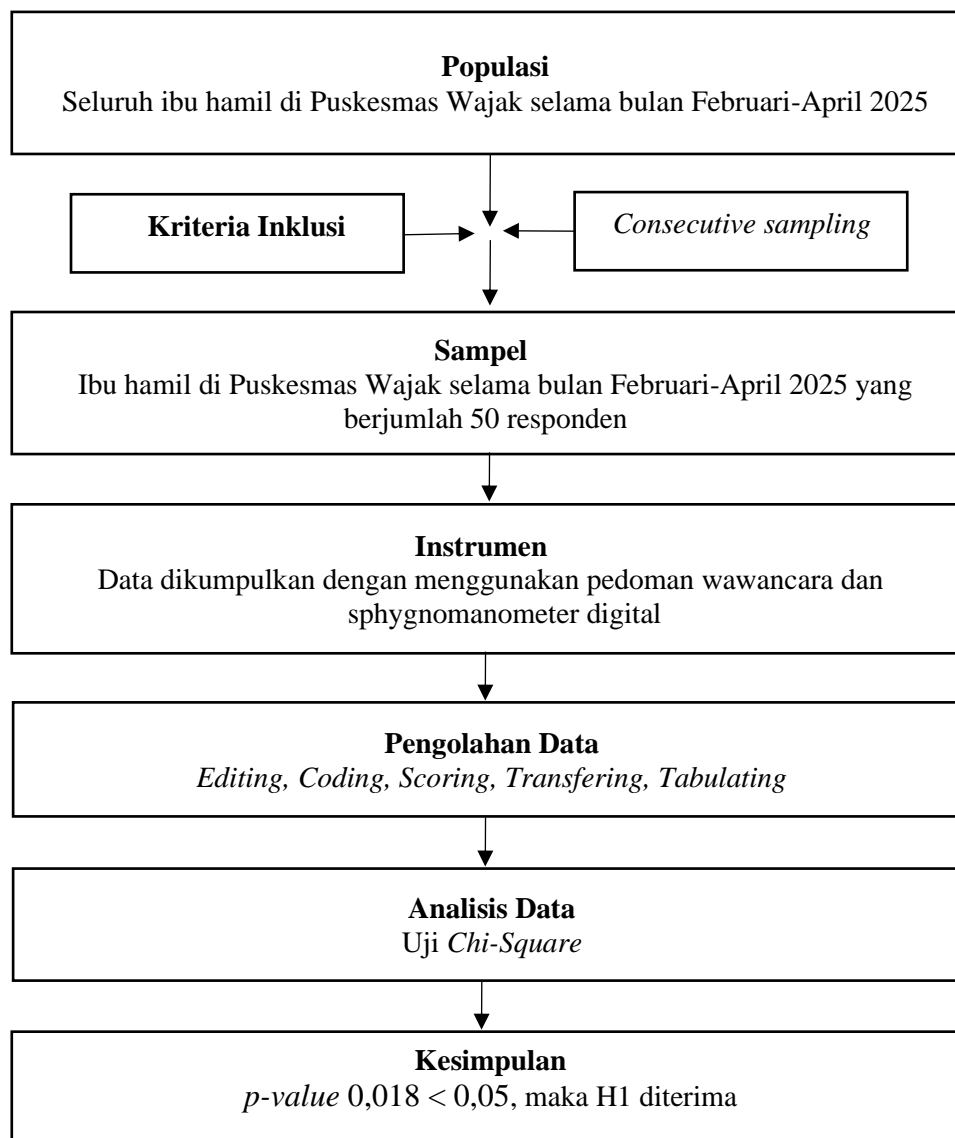 Populasi
Seluruh ibu hamil di Puskesmas Wajak selama bulan Februari-April 2025
Kriteria Inklusi
Consecutive sampling
Sampel
Ibu hamil di Puskesmas Wajak selama bulan Februari-April 2025 yang
berjumlah 50 responden
Instrumen
Data dikumpulkan dengan menggunakan pedoman wawancara dan
sphygnomanometer digital
Pengolahan Data
Editing, Coding, Scoring, Transfering, Tabulating
Analisis Data
Uji Chi-Square
Kesimpulan
p-value 0,018 < 0,05, maka H1 diterima